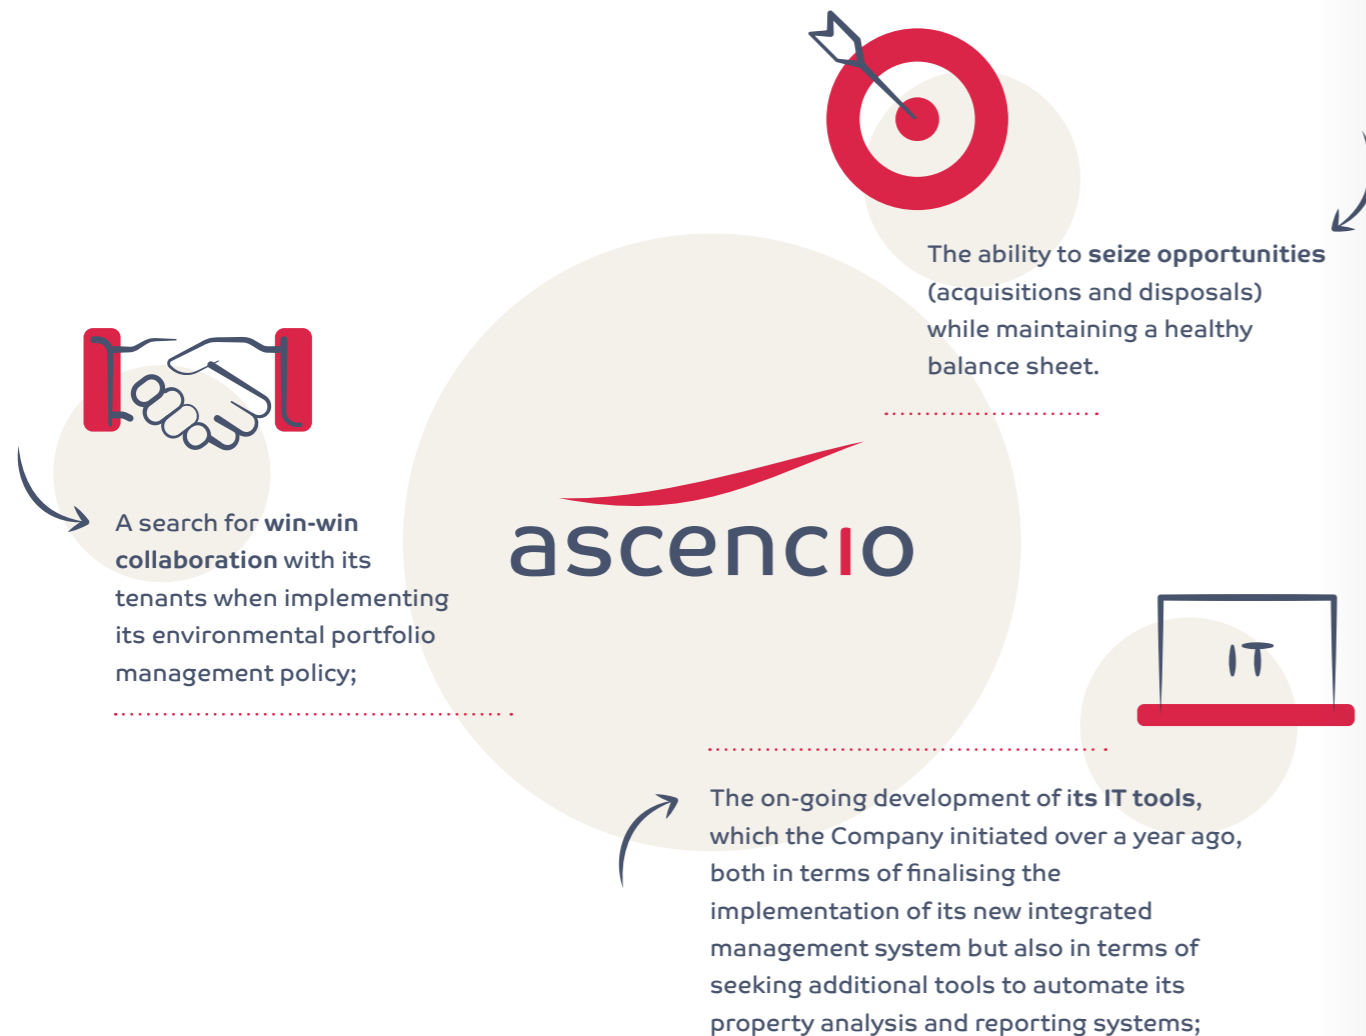 The ability to seize opportunities
(acquisitions and disposals)
while maintaining a healthy
balance sheet.
A search for win-win
collaboration with its
tenants when implementing
its environmental portfolio
management policy;
ascencio
IT
The on-going development of its IT tools,
which the Company initiated over a year ago,
both in terms of finalising the
implementation of its new integrated
management system but also in terms of
seeking additional tools to automate its
property analysis and reporting systems;